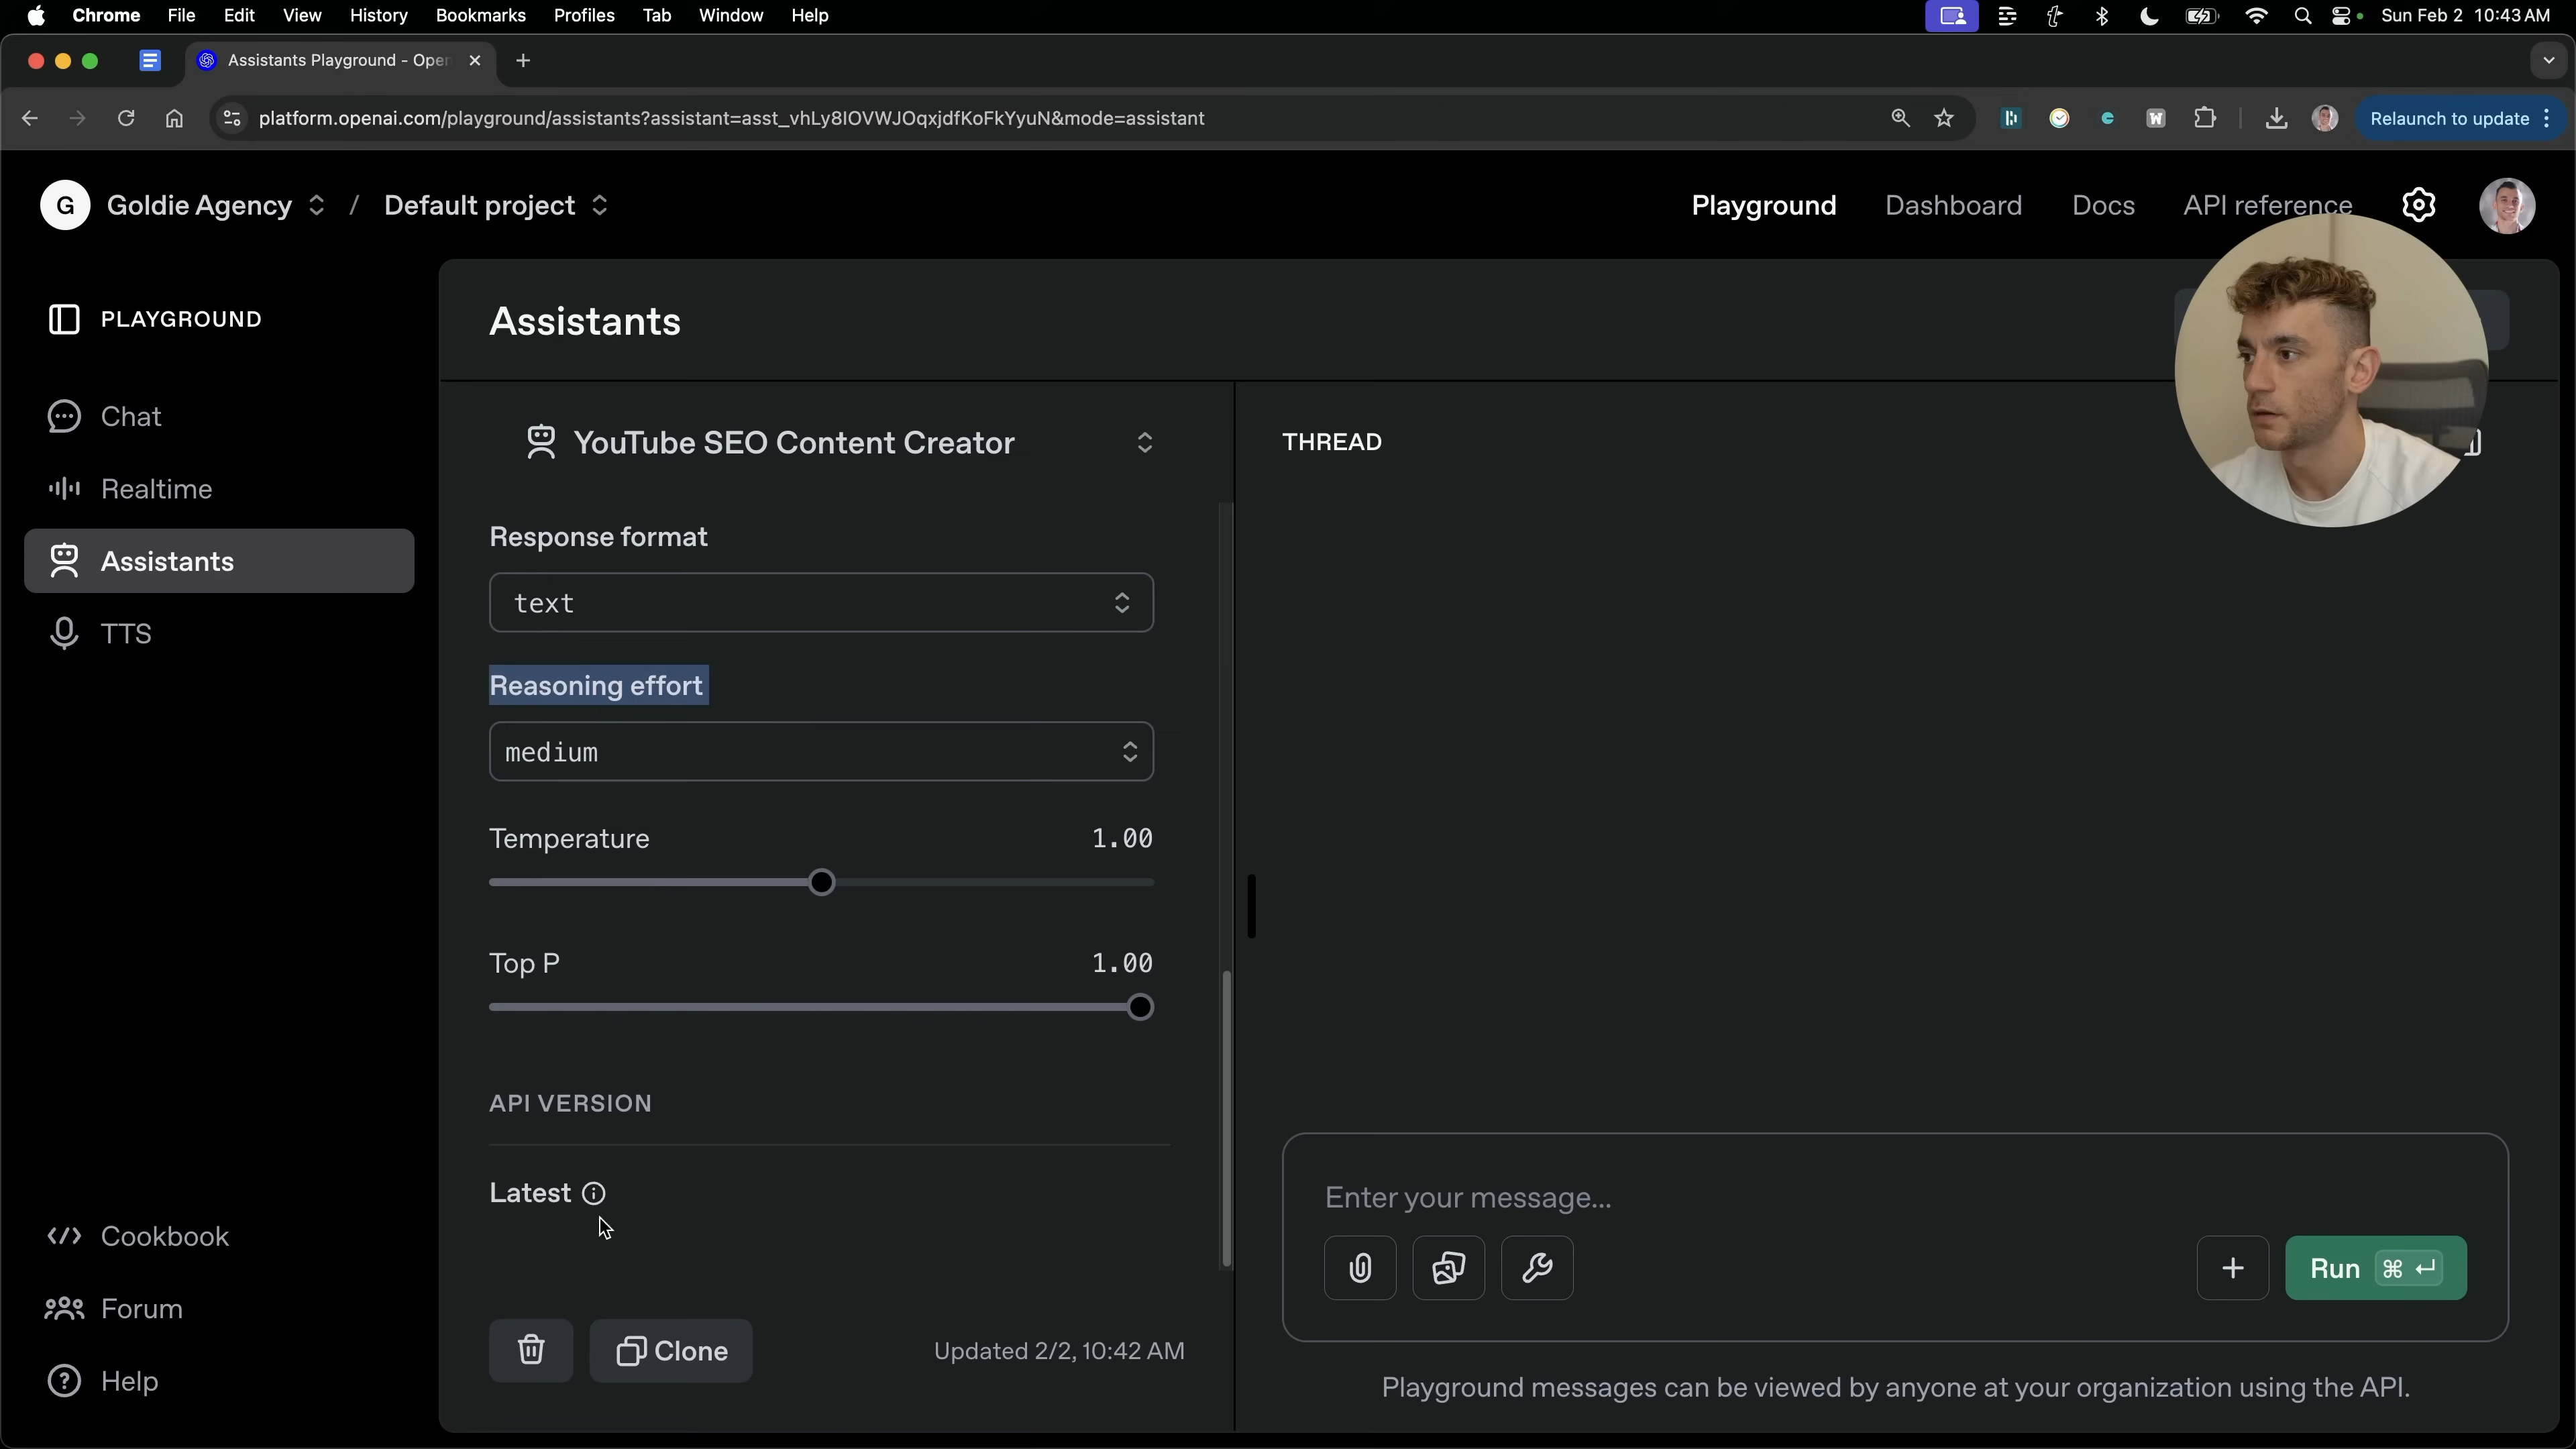 Chrome File Edit View History Bookmarks Profiles Tab Window Help Sun Feb 2 10:43 AM
Assistants Playground - Open
platform.openai.com/playground/assistants?assistant=asst_vhLy8IOVWJOqxjdfKoFkYyuN&mode=assistant W Relaunch to update
G Goldie Agency / Default project Playground Dashboard Docs API reference
PLAYGROUND
Chat
Realtime
Assistants
TTS
Cookbook
Forum
Help
Assistants
YouTube SEO Content Creator
Response format
text
Reasoning effort
medium
Temperature 1.00
Top P 1.00
API VERSION
Latest
Clone Updated 2/2, 10:42 AM
THREAD
Enter your message...
Run ⌘ ↵
Playground messages can be viewed by anyone at your organization using the API.